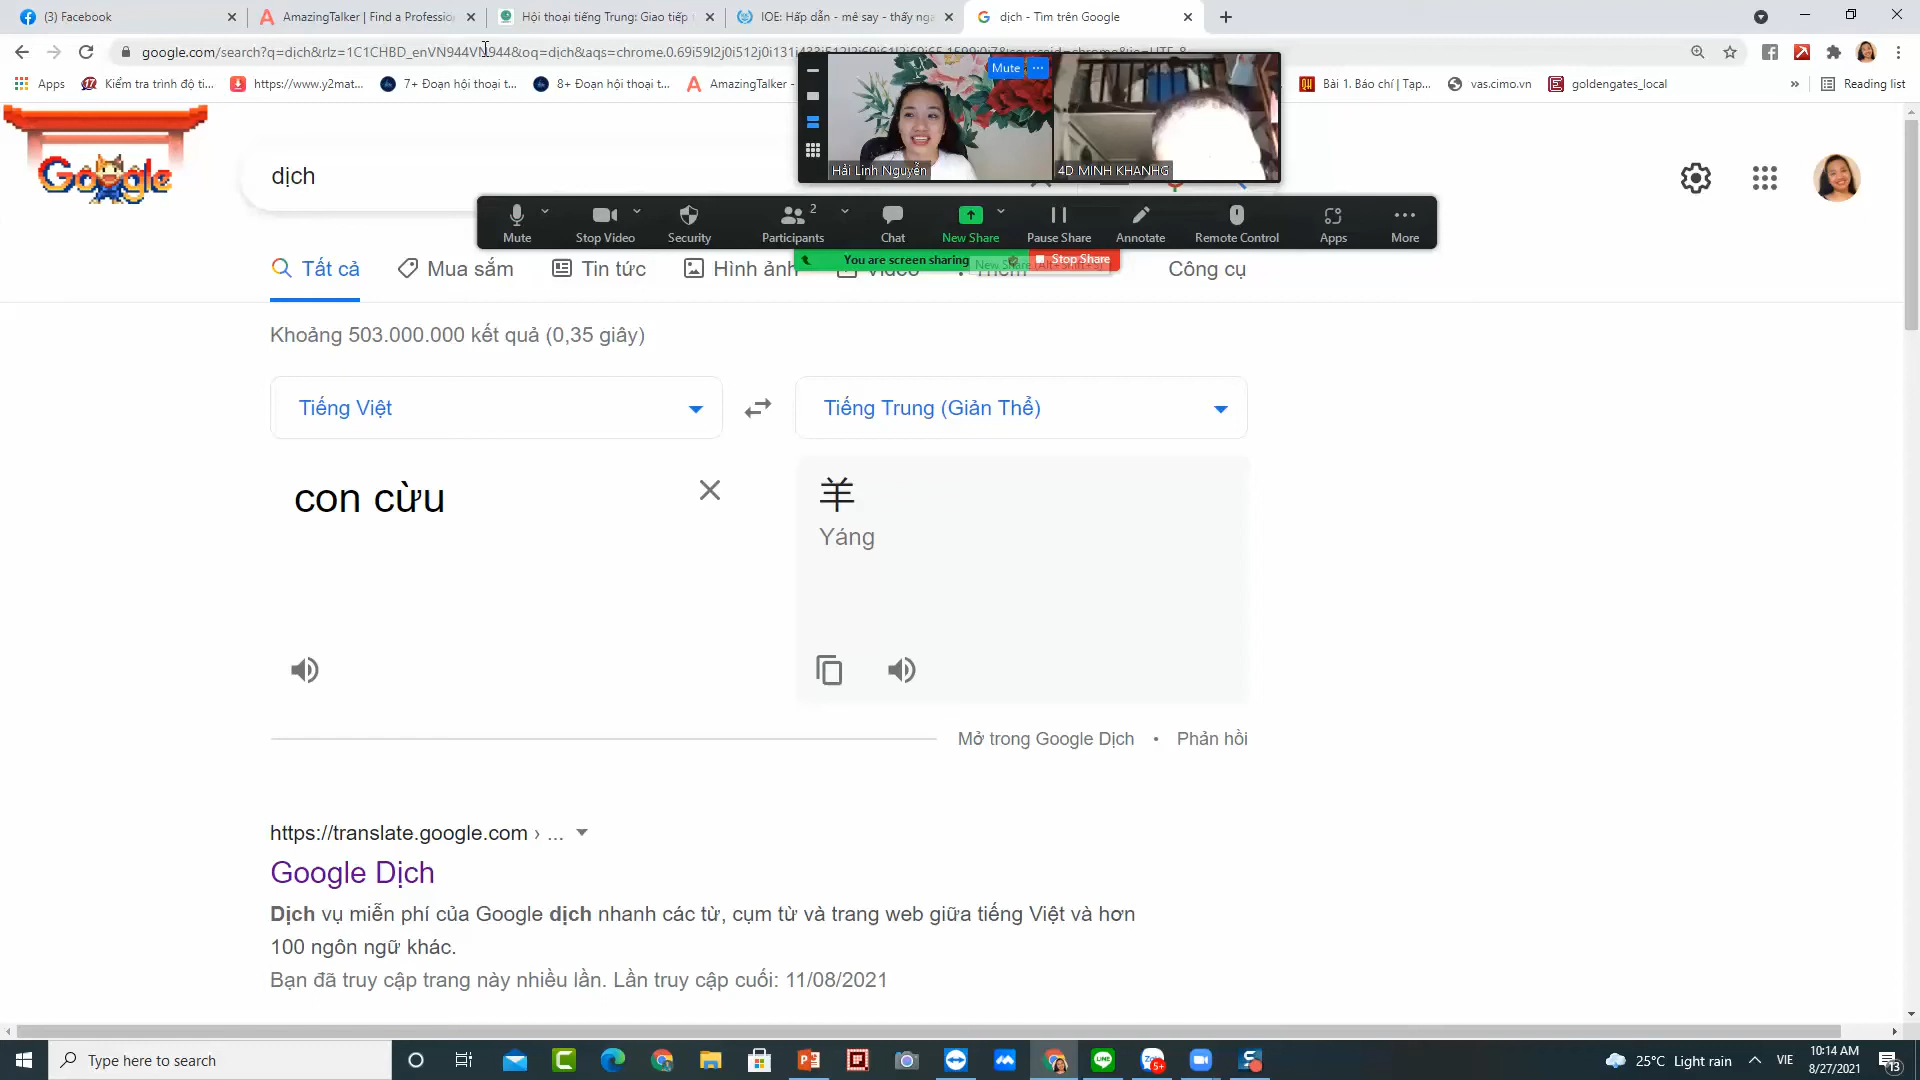 (3) Facebook
AmazingTalker | Find a Professio
Hội thoại tiếng Trung: Giao tiếp
IOE: Hấp dẫn - mê say - thấy nga
dịch - Tìm trên Google
Apps
Kiểm tra trình độ ti...
https://www.y2mat...
7+ Đoạn hội thoại t...
8+ Đoạn hội thoại t...
AmazingTalker -
Bài 1. Báo chí | Tạp...
vas.cimo.vn
goldengates_local
»
Reading list
Mute
Hải Linh Nguyễn
4D MINH KHANHG
Google
dịch
Mute
Stop Video
Security
Participants
2
Chat
New Share
Pause Share
Annotate
Remote Control
Apps
More
You are screen sharing
Stop Share
Tất cả
Mua sắm
Tin tức
Hình ảnh
Video
Thêm
Công cụ
Khoảng 503.000.000 kết quả (0,35 giây)
Tiếng Việt
Tiếng Trung (Giản Thể)
con cừu
羊
Yáng
Mở trong Google Dịch • Phản hồi
https://translate.google.com › ...
Google Dịch
Dịch vụ miễn phí của Google dịch nhanh các từ, cụm từ và trang web giữa tiếng Việt và hơn
100 ngôn ngữ khác.
Bạn đã truy cập trang này nhiều lần. Lần truy cập cuối: 11/08/2021
Type here to search
5+
25°C Light rain
VIE
10:14 AM
8/27/2021
13